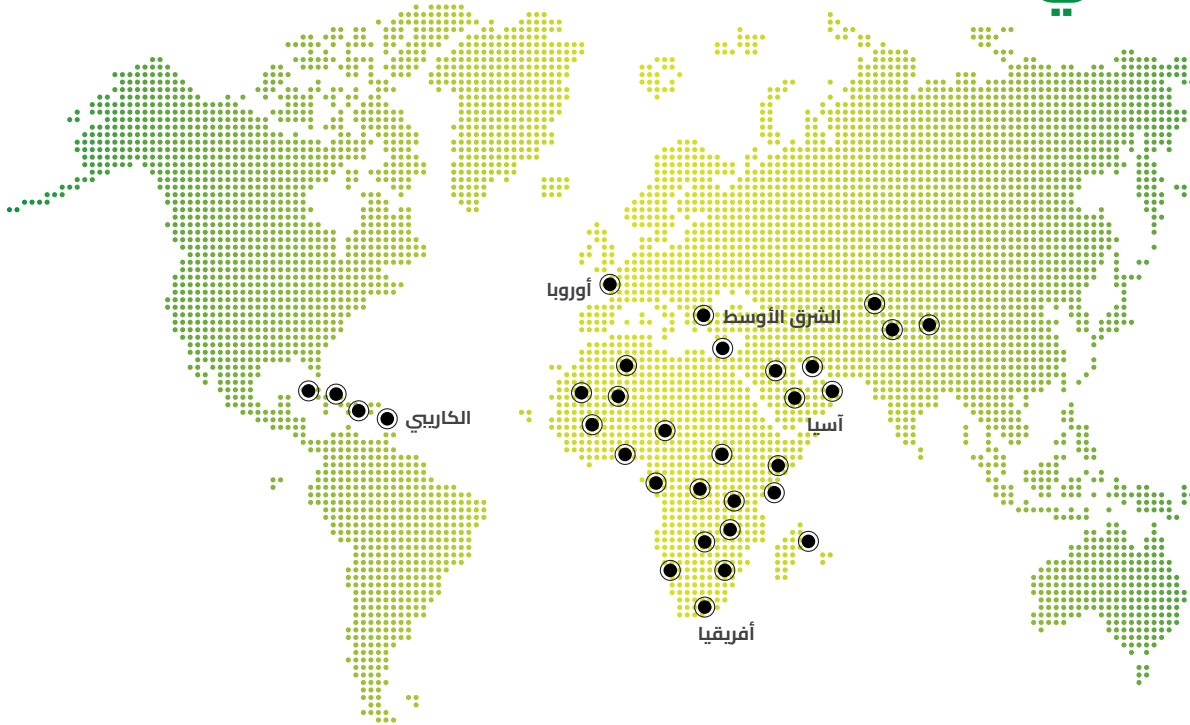 أوروبا
الشرق الأوسط
الكاريبي
آسيا
أفريقيا